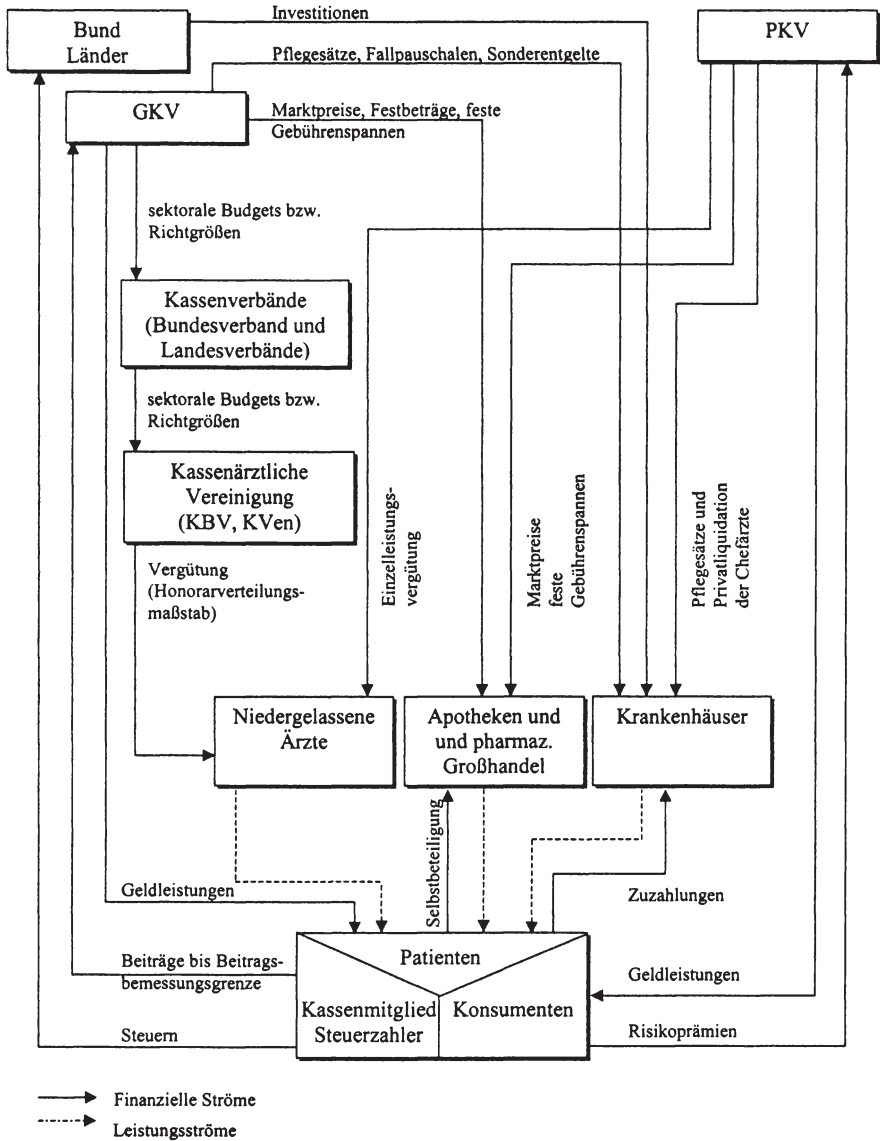 Investitionen
Bund
Länder
PKV
Pflegesätze, Fallpauschalen, Sonderentgelte
GKV
Marktpreise, Festbeträge, feste
Gebührenspannen
sektorale Budgets bzw.
Richtgrößen
Kassenverbände
(Bundesverband und
Landesverbände)
sektorale Budgets bzw.
Richtgrößen
Kassenärztliche
Vereinigung
(KBV, KVen)
Vergütung
(Honorarverteilungs-
maßstab)
Einzelleistungs-
vergütung
Marktpreise
feste
Gebührenspannen
Pflegesätze und
Privatliquidation
der Chefärzte
Niedergelassene
Ärzte
Apotheken und
und pharmaz.
Großhandel
Krankenhäuser
Selbstbeteiligung
Geldleistungen
Zuzahlungen
Patienten
Beiträge bis Beitrags-
bemessungsgrenze
Geldleistungen
Kassenmitglied
Steuerzahler
Konsumenten
Steuern
Risikoprämien
Finanzielle Ströme
Leistungsströme